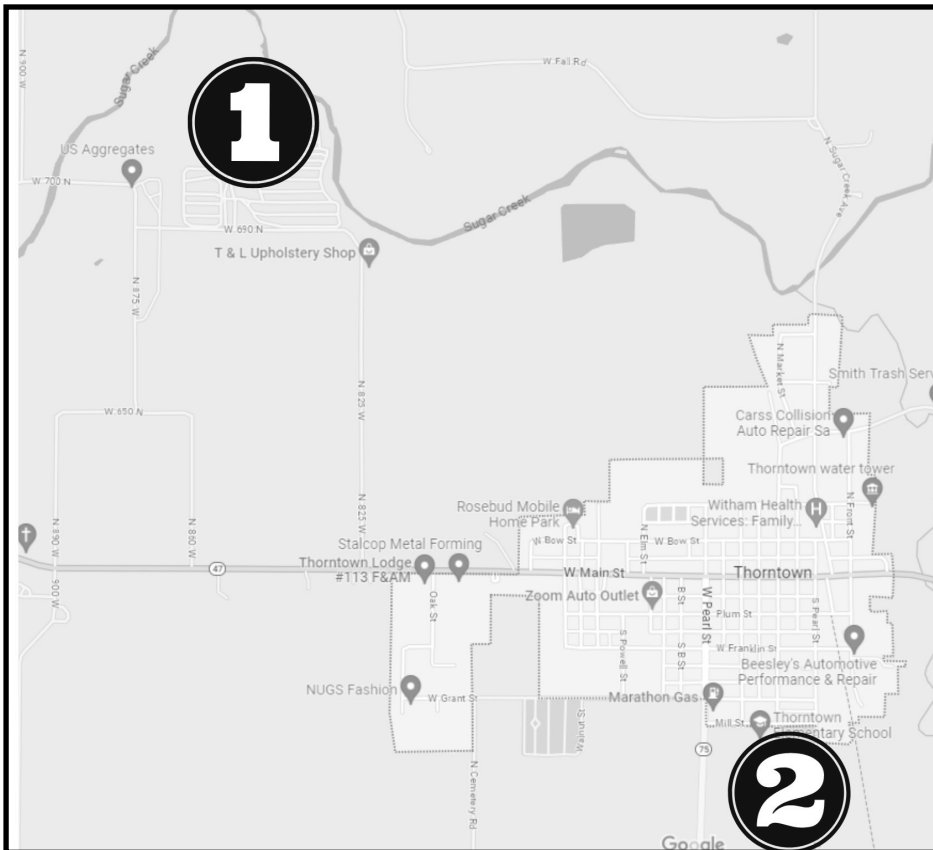 N 900 W
Sugar Creek
W Fall Rd
1
US Aggregates
W 700 N
N Sugar Creek Ave
Sugar Creek
W 690 N
T & L Upholstery Shop
N 875 W
N 825 W
N Market St
Smith Trash Serv
W 650 N
Carss Collision
Auto Repair Sa
Thorntown water tower
Rosebud Mobile
Home Park
Witham Health
Services: Family...
N Front St
N 890 W
N 860 W
N 825 W
Stalcop Metal Forming
N Bow St
N Elm St
W Bow St
Thorntown Lodge
#113 F&AM
47
W Main St
Thorntown
900 W
Oak St
Zoom Auto Outlet
B St
W Pearl St
Plum St
S Pearl St
S Powell St
S B St
W Franklin St
Beesley's Automotive
Performance & Repair
NUGS Fashion
W Grant St
Marathon Gas
Walnut St
Mill St
Thorntown
Elementary School
75
2
N Cemetery Rd
Google